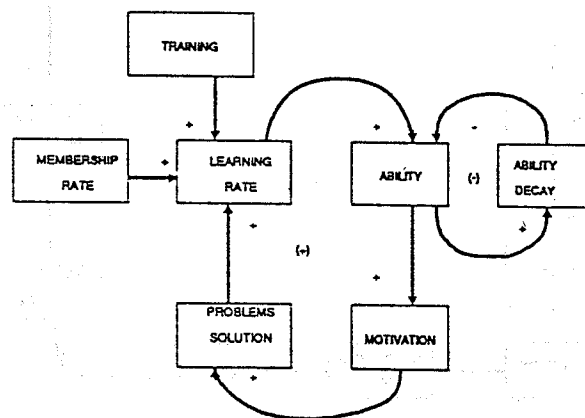 TRAINING
+
MEMBERSHIP
RATE
+
LEARNING
RATE
+
ABILITY
-
(-)
ABILITY
DECAY
+
+
(+)
+
PROBLEMS
SOLUTION
MOTIVATION
+